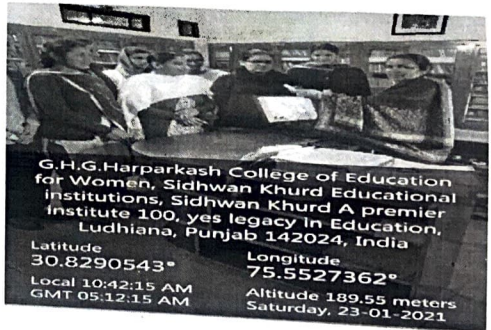 G.H.G.Harparkash College of Education
for Women, Sidhwan Khurd Educational
institutions, Sidhwan Khurd A premier
institute 100, yes legacy in Education,
Ludhiana, Punjab 142024, India
Latitude
30.8290543°
Longitude
75.5527362°
Local 10:42:15 AM
GMT 05:12:15 AM
Altitude 189.55 meters
Saturday, 23-01-2021